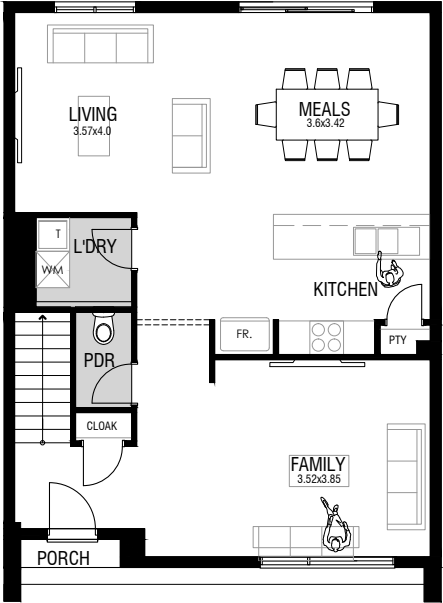 LIVING
3.57x4.0
MEALS
3.6x3.42
T
L'DRY
WM
KITCHEN
FR.
PTY
PDR
CLOAK
FAMILY
3.52x3.85
PORCH